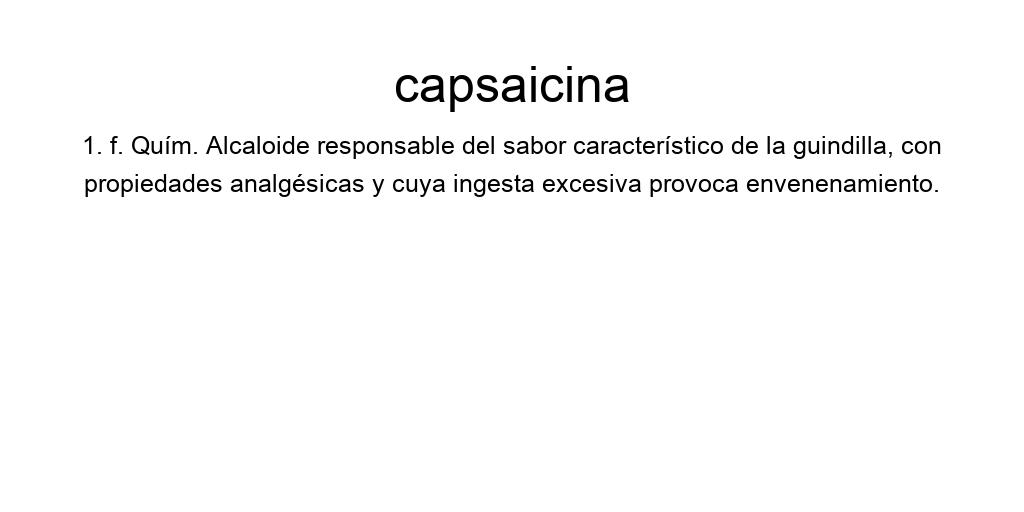 capsaicina
1. f. Quím. Alcaloide responsable del sabor característico de la guindilla, con
propiedades analgésicas y cuya ingesta excesiva provoca envenenamiento.